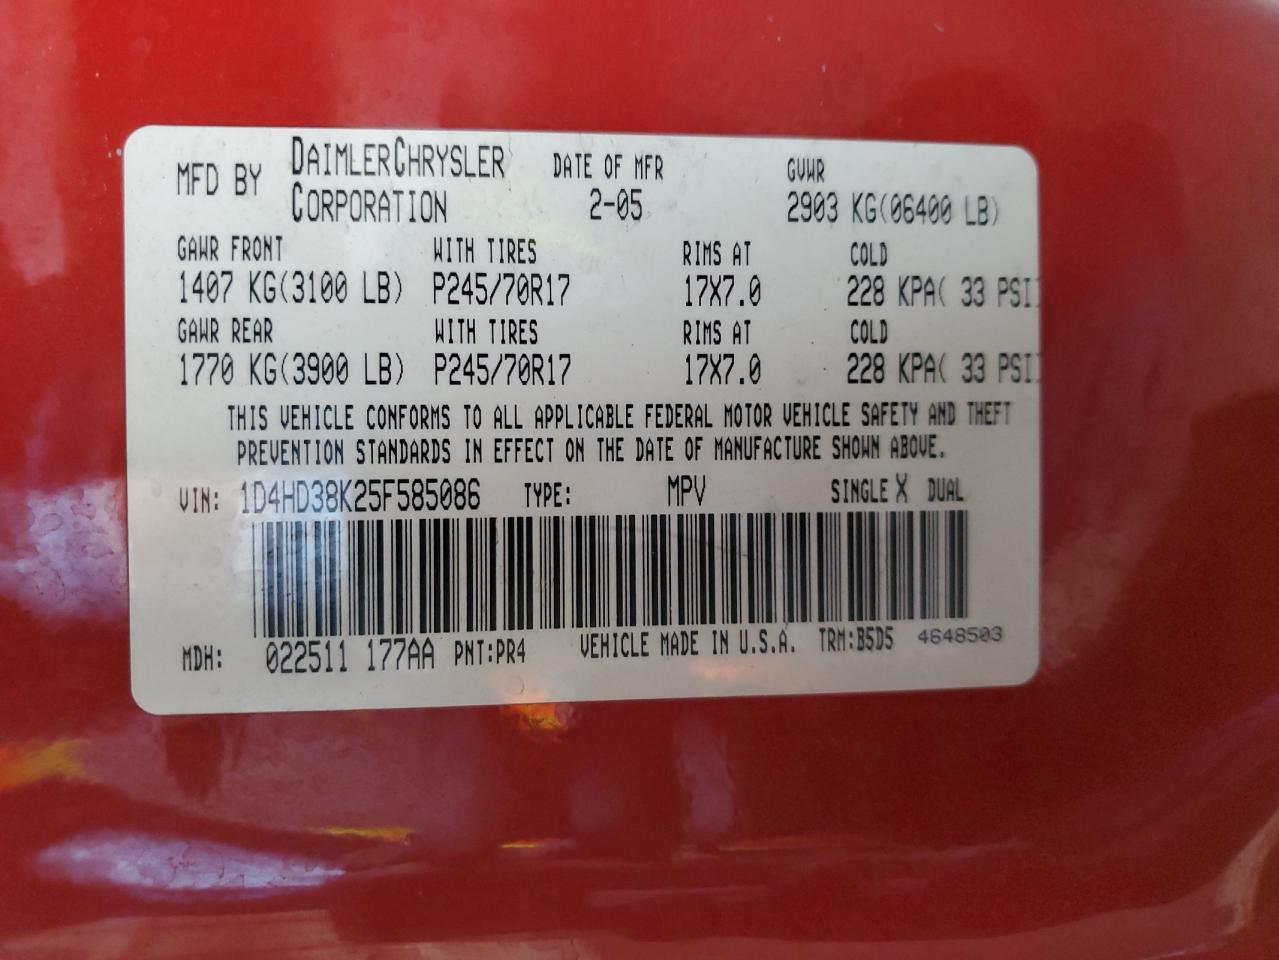 MFD BY DAIMLERCHRYSLER CORPORATION DATE OF MFR 2-05 GVWR 2903 KG(06400 LB)
GAWR FRONT WITH TIRES RIMS AT COLD
1407 KG(3100 LB) P245/70R17 17X7.0 228 KPA( 33 PSI)
GAWR REAR WITH TIRES RIMS AT COLD
1770 KG(3900 LB) P245/70R17 17X7.0 228 KPA( 33 PSI)
THIS VEHICLE CONFORMS TO ALL APPLICABLE FEDERAL MOTOR VEHICLE SAFETY AND THEFT
PREVENTION STANDARDS IN EFFECT ON THE DATE OF MANUFACTURE SHOWN ABOVE.
VIN: 1D4HD38K25F585086 TYPE: MPV SINGLE X DUAL
MDH: 022511 177AA PNT:PR4 VEHICLE MADE IN U.S.A. TRM:B5D5 4648503